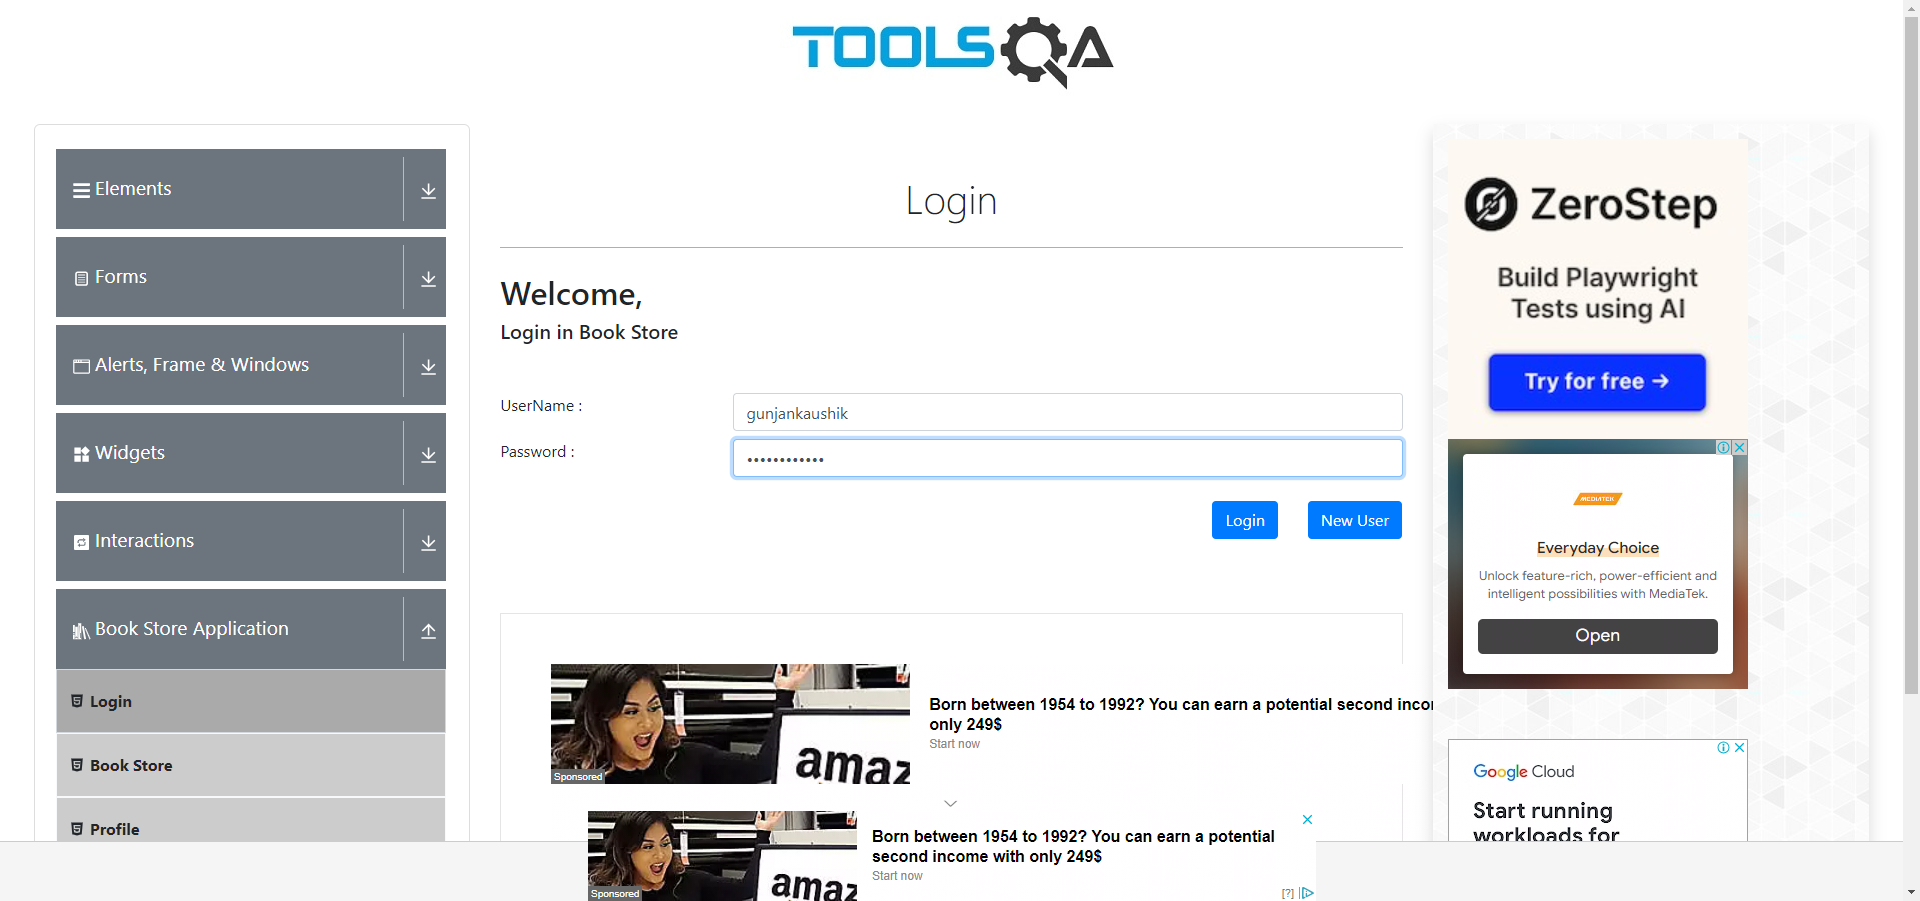 TOOLSQA
Elements
Forms
Alerts, Frame & Windows
Widgets
Interactions
Book Store Application
Login
Book Store
Profile
Login
Welcome,
Login in Book Store
UserName :
gunjankaushik
Password :
••••••••••••
Login
New User
amaz
Sponsored
Born between 1954 to 1992? You can earn a potential second incor
only 249$
Start now
amaz
Sponsored
Born between 1954 to 1992? You can earn a potential
second income with only 249$
Start now
[?]
ZeroStep
Build Playwright
Tests using AI
Try for free →
MEDIATEK
Everyday Choice
Unlock feature-rich, power-efficient and
intelligent possibilities with MediaTek.
Open
Google Cloud
Start running
workloads for